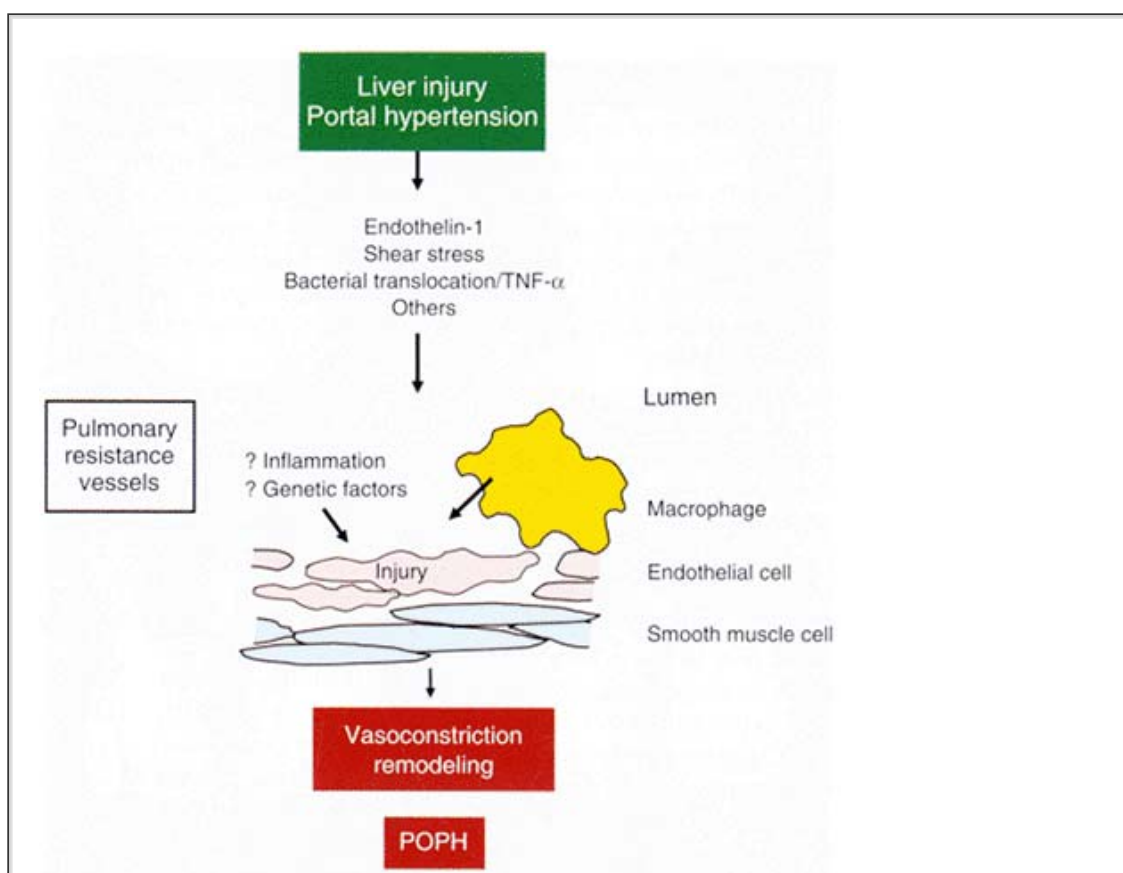 Liver injury
Portal hypertension
Endothelin-1
Shear stress
Bacterial translocation/TNF-α
Others
Lumen
Pulmonary
resistance
vessels
? Inflammation
? Genetic factors
Macrophage
Injury
Endothelial cell
Smooth muscle cell
Vasoconstriction
remodeling
POPH